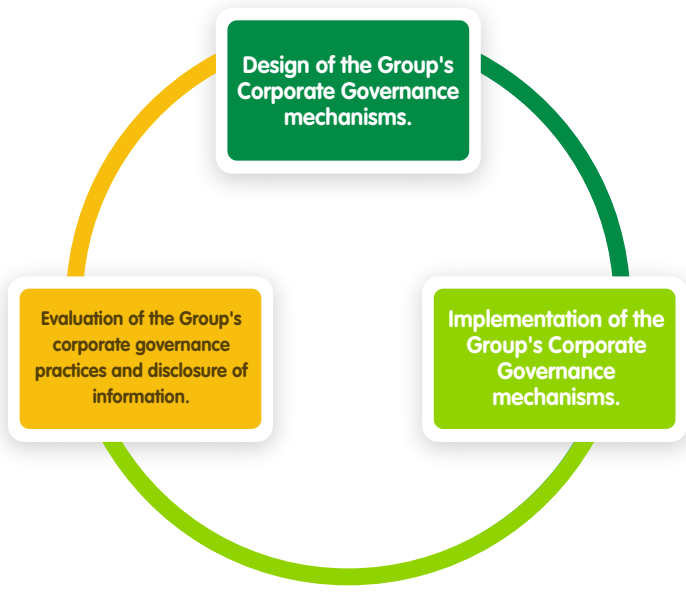 Design of the Group's
Corporate Governance
mechanisms.
Implementation of the
Group's Corporate
Governance
mechanisms.
Evaluation of the Group's
corporate governance
practices and disclosure of
information.